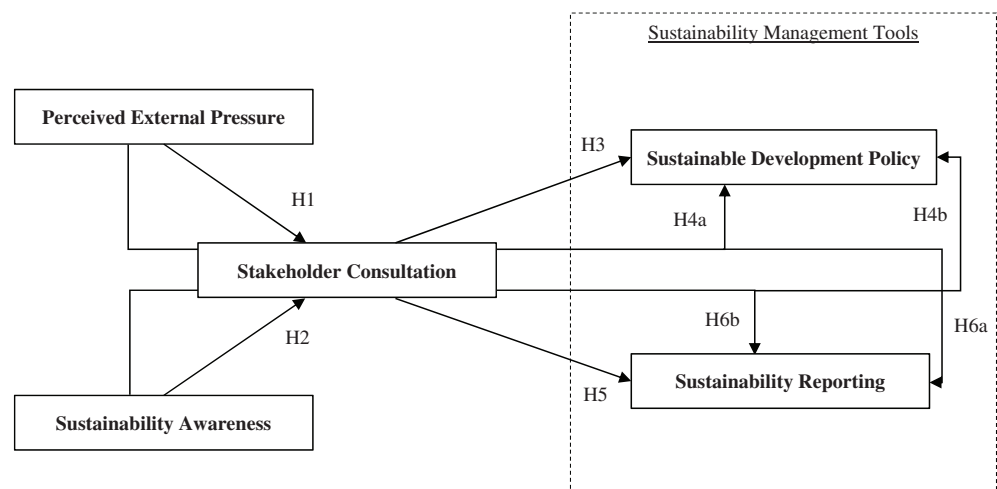 Sustainability Management Tools
Perceived External Pressure
H3
Sustainable Development Policy
H1
H4a
H4b
Stakeholder Consultation
H2
H6b
H6a
Sustainability Reporting
H5
Sustainability Awareness